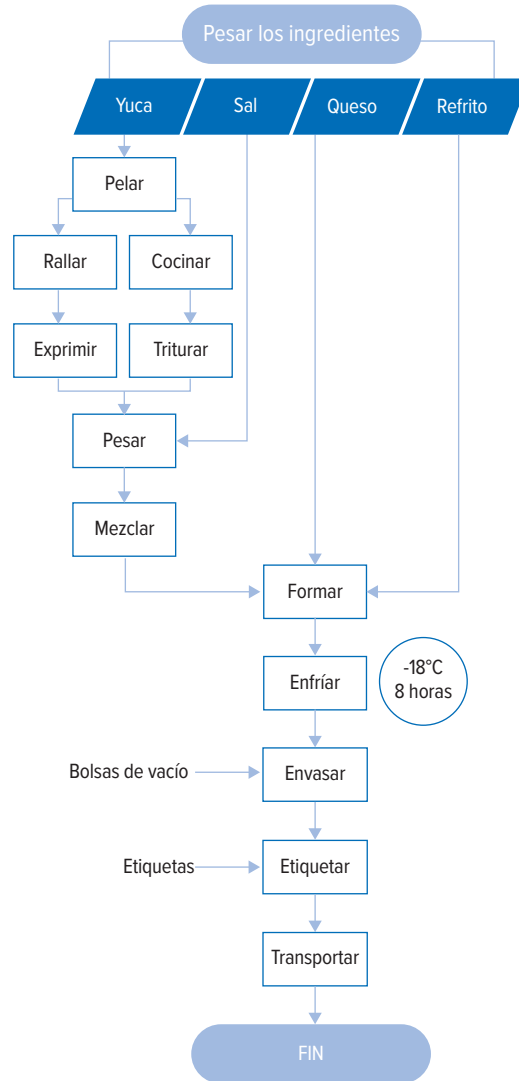 Pesar los ingredientes
Yuca
Sal
Queso
Refrito
Pelar
Rallar
Cocinar
Exprimir
Triturar
Pesar
Mezclar
Formar
Enfríar
-18°C
8 horas
Bolsas de vacío
Envasar
Etiquetas
Etiquetar
Transportar
FIN